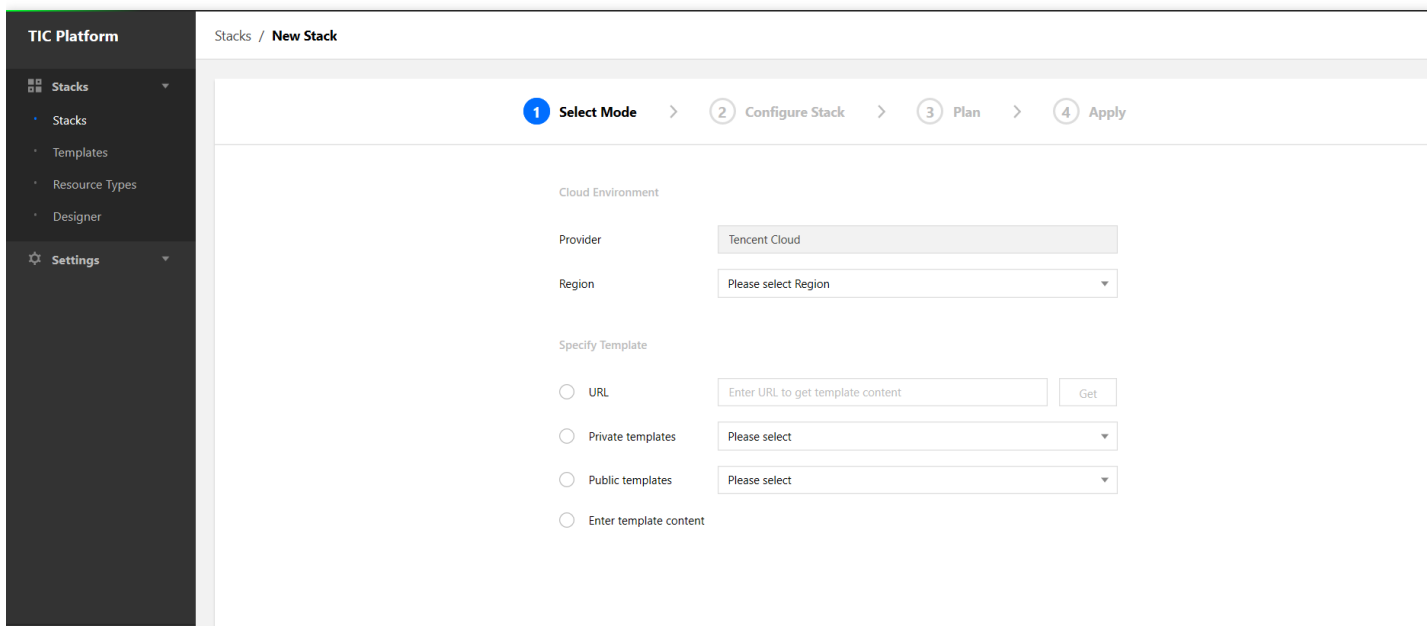 TIC Platform
Stacks / New Stack
Stacks
Stacks
Templates
Resource Types
Designer
Settings
1 Select Mode > 2 Configure Stack > 3 Plan > 4 Apply
Cloud Environment
Provider Tencent Cloud
Region Please select Region
Specify Template
URL Enter URL to get template content Get
Private templates Please select
Public templates Please select
Enter template content